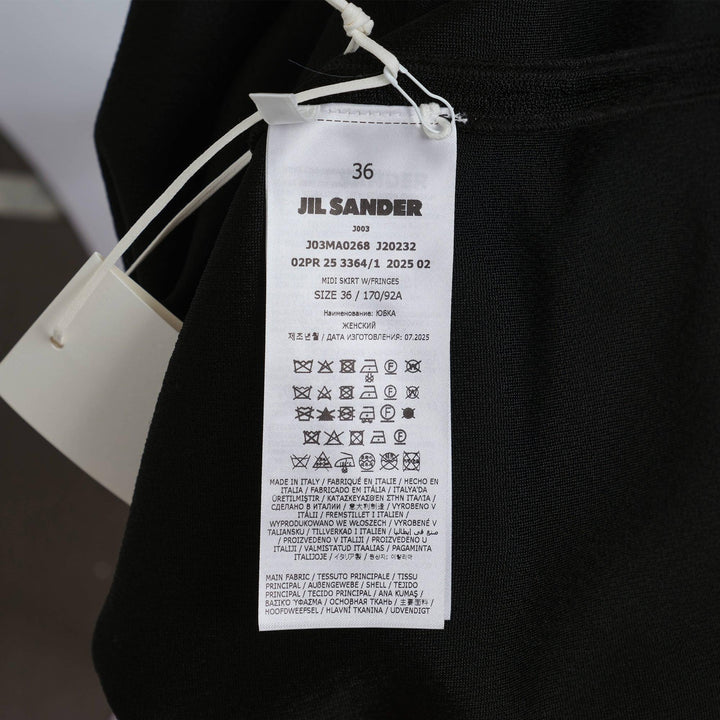 36
JIL SANDER
J003
J03MA0268 J20232
02PR 25 3364/1 2025 02
MIDI SKIRT W/FRINGES
SIZE 36 / 170/92A
Наименование: ЮБКА
ЖЕНСКИЙ
제조년월 / ДАТА ИЗГОТОВЛЕНИЯ: 07.2025
MADE IN ITALY / FABRIQUÉ EN ITALIE / HECHO EN
ITALIA / FABRICADO EM ITÁLIA / ITALYA'DA
ÜRETILMIŞTIR / ΚΑΤΑΣΚΕΥΑΣΘΕΝ ΣΤΗΝ ΙΤΑΛΙΑ /
СДЕЛАНО В ИТАЛИИ / 意大利制造 / VYROBENO V
ITÁLII / FREMSTILLET I ITALIEN /
WYPRODUKOWANO WE WŁOSZECH / VYROBENÉ V
TALIANSKU / TILLVERKAD I ITALIEN / صنع في إيطاليا
/ PROIZVEDENO V ITALIJI / PROIZVEDENO U
ITALIJI / VALMISTATUD ITAALIAS / PAGAMINTA
ITALIJOJE / イタリア製 / 원산지: 이탈리아
MAIN FABRIC / TESSUTO PRINCIPALE / TISSU
PRINCIPAL / AUßENGEWEBE / SHELL / TEJIDO
PRINCIPAL / TECIDO PRINCIPAL / ANA KUMAŞ /
ΒΑΣΙΚΟ ΥΦΑΣΜΑ / ОСНОВНАЯ ТКАНЬ / 主要面料 /
HOOFDWEEFSEL / HLAVNÍ TKANINA / UDVENDIGT